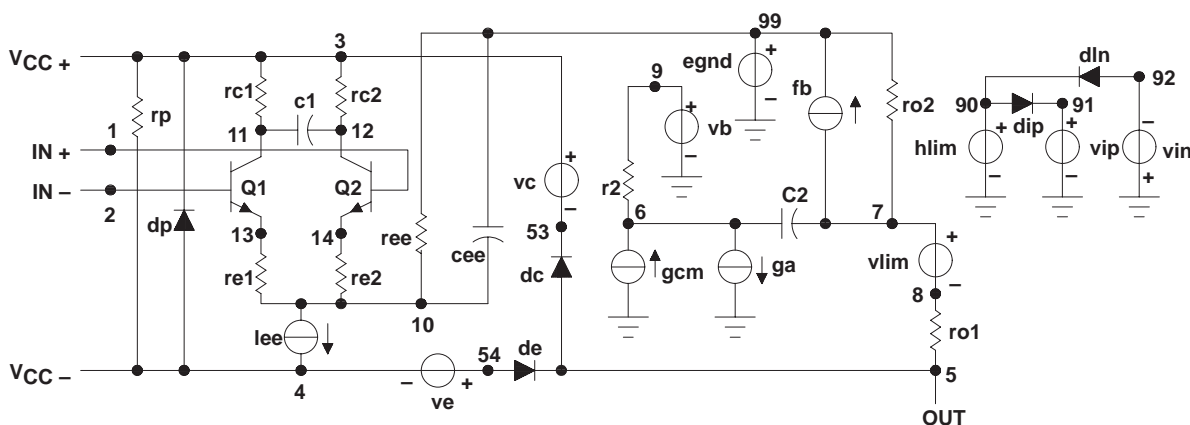 99
3
VCC +
9
egnd
+
fb
dln
92
rc1
c1
rc2
rp
+
vb
−
ro2
90
91
1
11
12
dip
IN +
hlim
+
−
+
−
vip
−
+
vin
IN −
Q1
Q2
vc
+
−
r2
C2
2
dp
6
7
13
14
ree
cee
53
+
re1
re2
dc
gcm
ga
vlim
8
−
10
lee
ro1
54
de
VCC −
4
−
+
ve
5
OUT